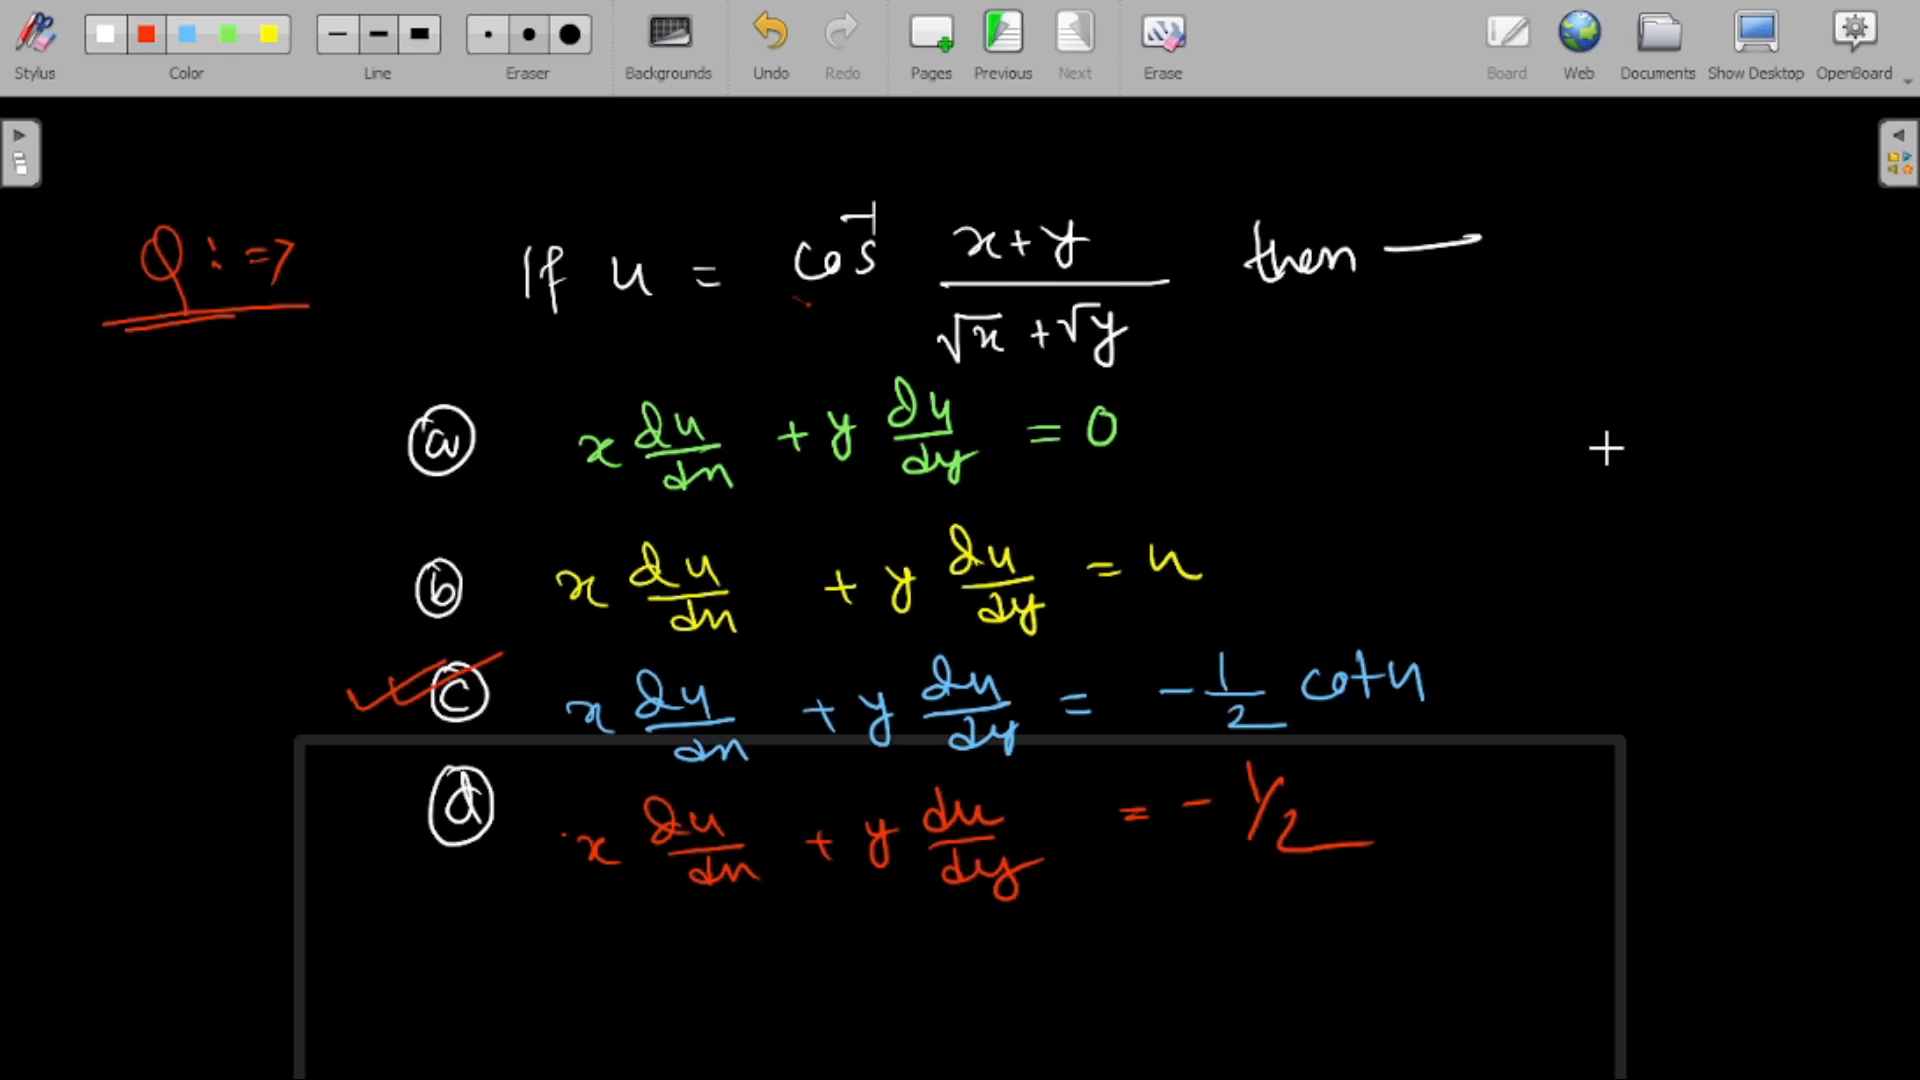 Stylus Color Line Eraser Backgrounds Undo Redo Pages Previous Next Erase Board Web Documents Show Desktop OpenBoard
Q : => If u = cos⁻¹ (x+y)/(√x + √y) then —
(a) x ∂u/∂x + y ∂u/∂y = 0
(b) x ∂u/∂x + y ∂u/∂y = u
(c) x ∂u/∂x + y ∂u/∂y = -1/2 cot u
(d) x ∂u/∂x + y ∂u/∂y = - 1/2